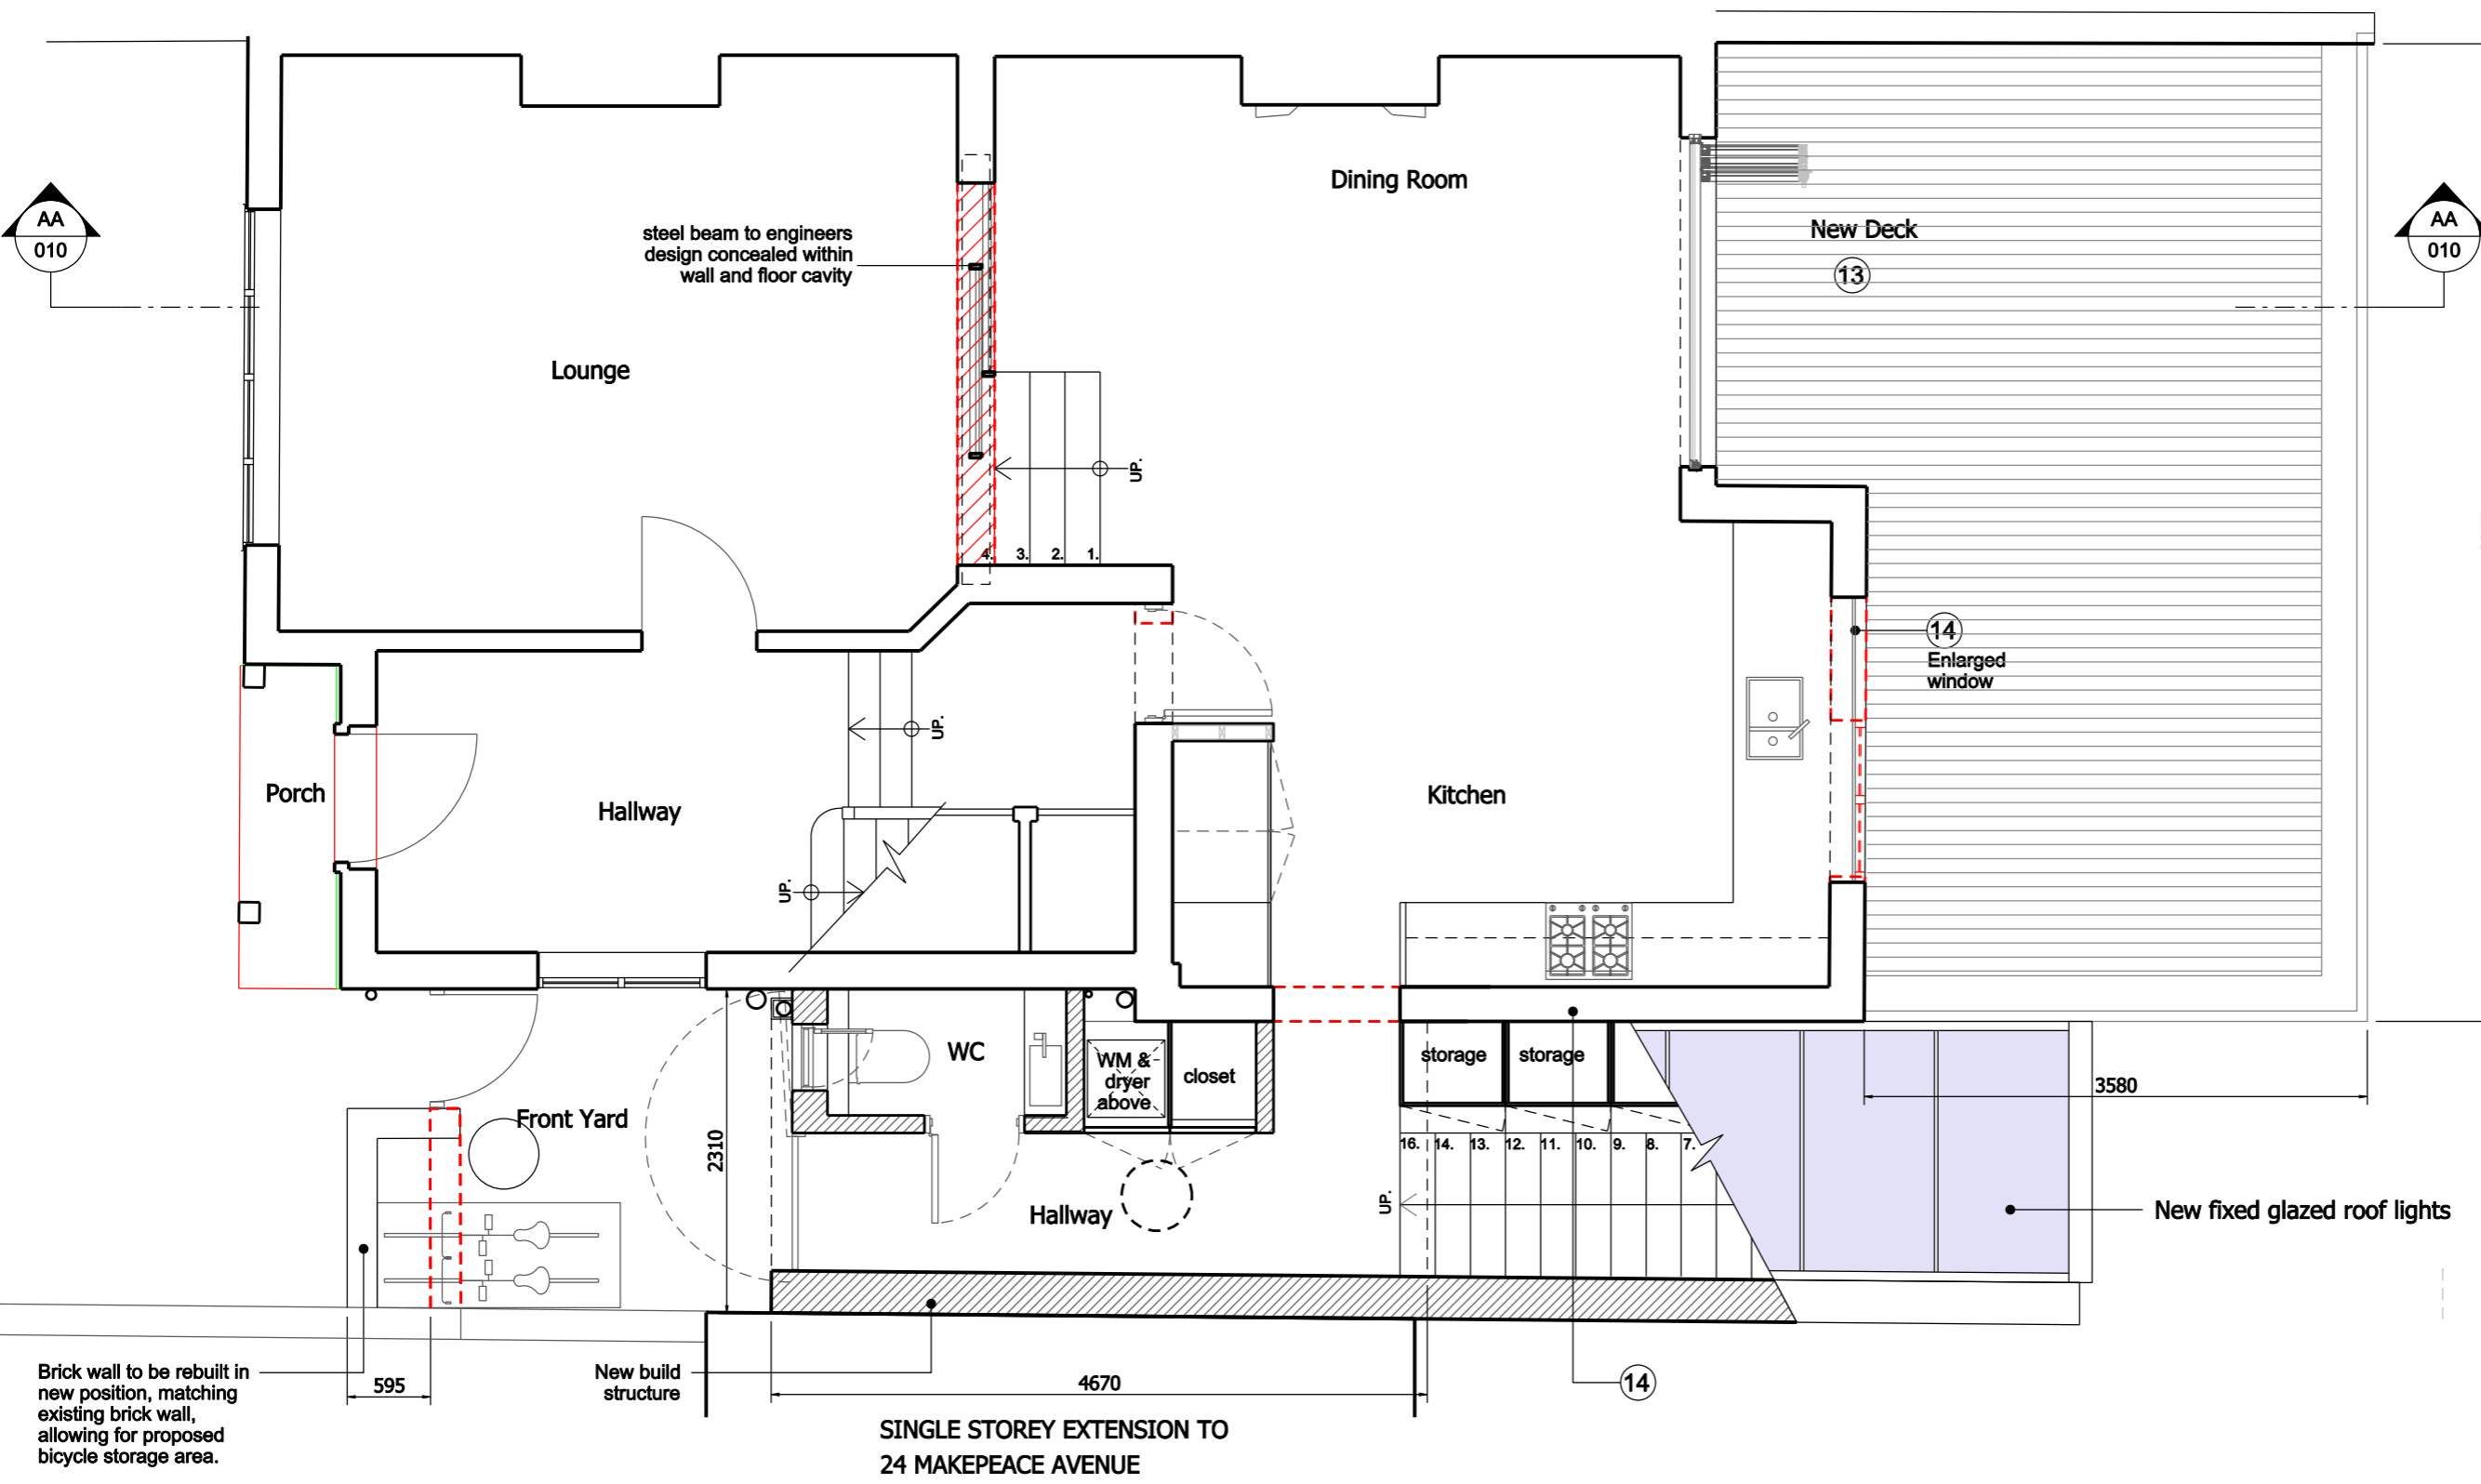 Dining Room
AA
010
steel beam to engineers
design concealed within
wall and floor cavity
New Deck
13
AA
010
Lounge
UP.
4.
3.
2.
1.
14
Enlarged
window
UP.
Porch
Hallway
Kitchen
UP.
WC
WM &
dryer
above
closet
storage
storage
3580
Front Yard
2310
16.
14.
13.
12.
11.
10.
9.
8.
7.
UP.
Hallway
New fixed glazed roof lights
Brick wall to be rebuilt in
new position, matching
existing brick wall,
allowing for proposed
bicycle storage area.
595
New build
structure
4670
14
SINGLE STOREY EXTENSION TO
24 MAKEPEACE AVENUE